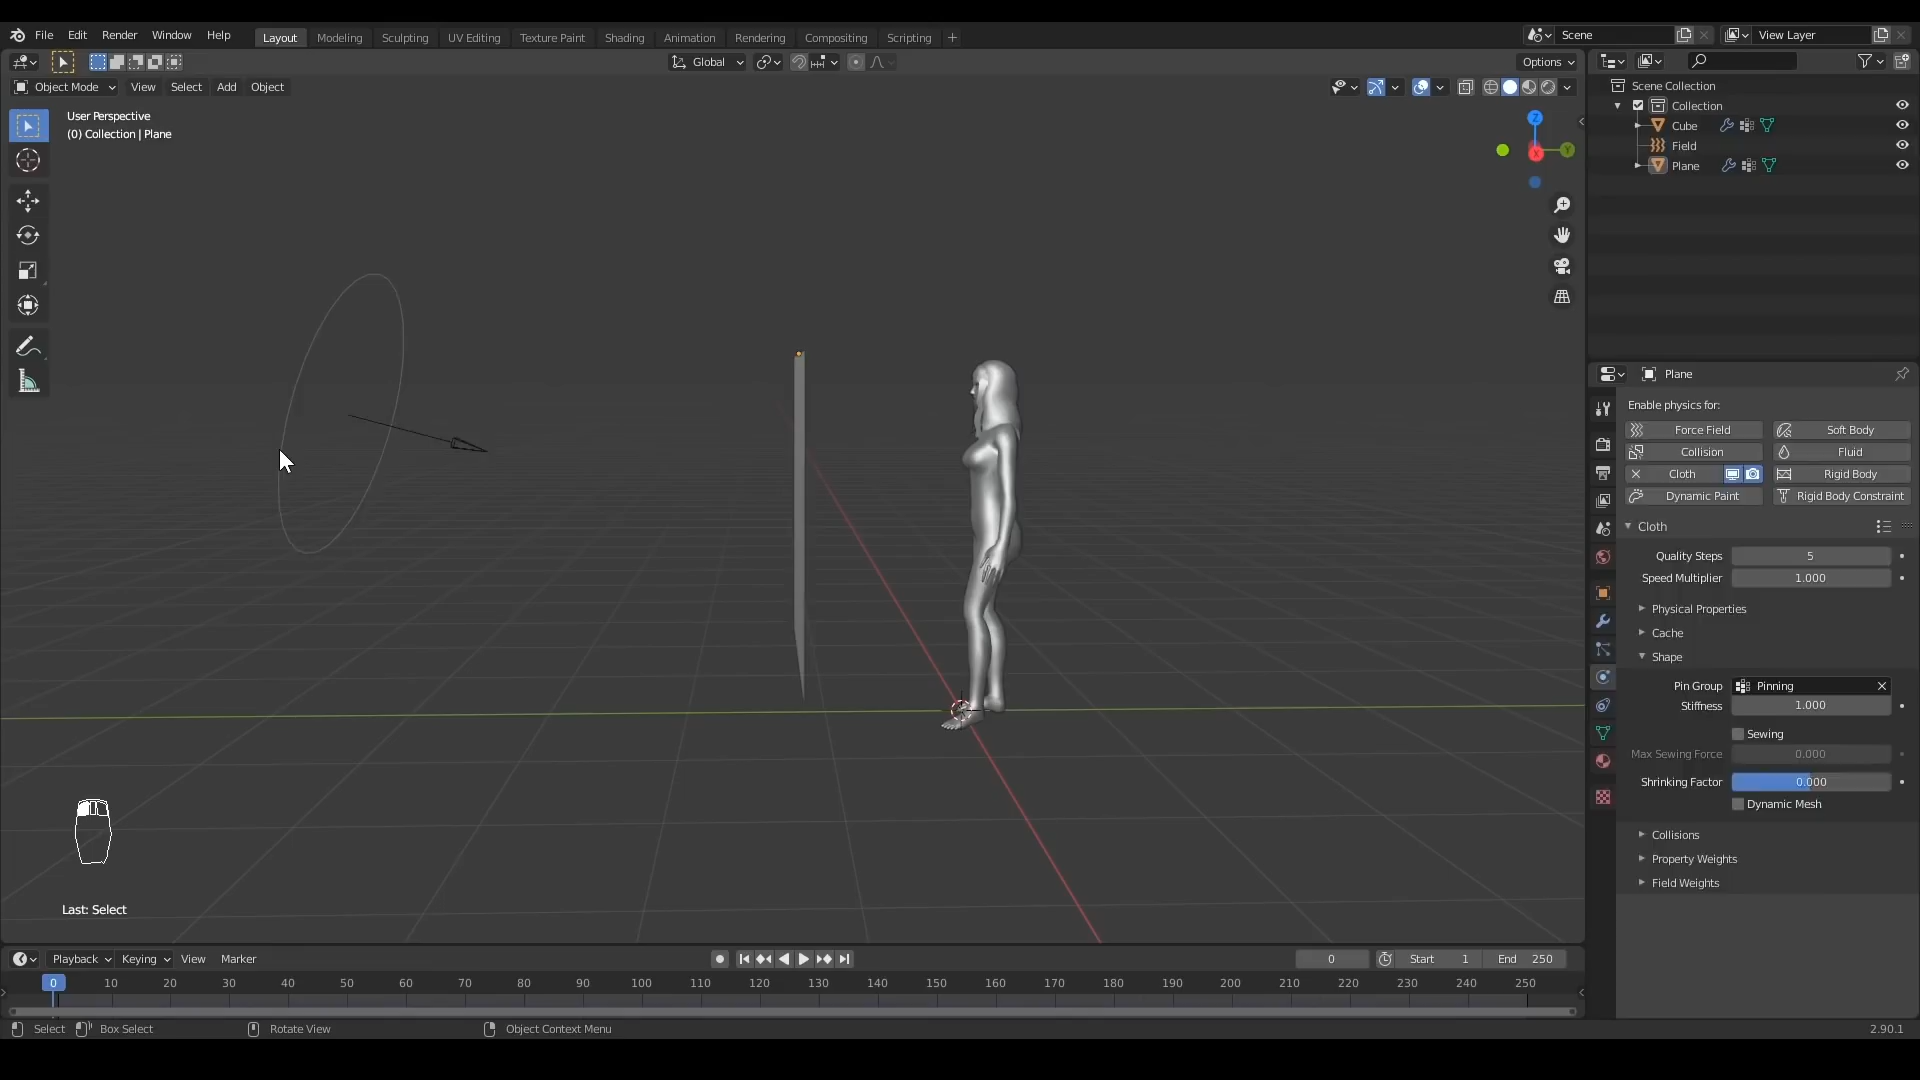 File Edit Render Window Help Layout Modeling Sculpting UV Editing Texture Paint Shading Animation Rendering Compositing Scripting + Scene View Layer
Global Options
Object Mode View Select Add Object
User Perspective
(0) Collection | Plane
Z
X
Y
Scene Collection
Collection
Cube
Field
Plane
Plane
Enable physics for:
Force Field Soft Body
Collision Fluid
Cloth Rigid Body
Dynamic Paint Rigid Body Constraint
Cloth
Quality Steps 5
Speed Multiplier 1.000
Physical Properties
Cache
Shape
Pin Group Pinning
Stiffness 1.000
Sewing
Max Sewing Force 0.000
Shrinking Factor 0.000
Dynamic Mesh
Collisions
Property Weights
Field Weights
Last: Select
Playback Keying View Marker 0 Start 1 End 250
0 10 20 30 40 50 60 70 80 90 100 110 120 130 140 150 160 170 180 190 200 210 220 230 240 250
Select Box Select Rotate View Object Context Menu 2.90.1